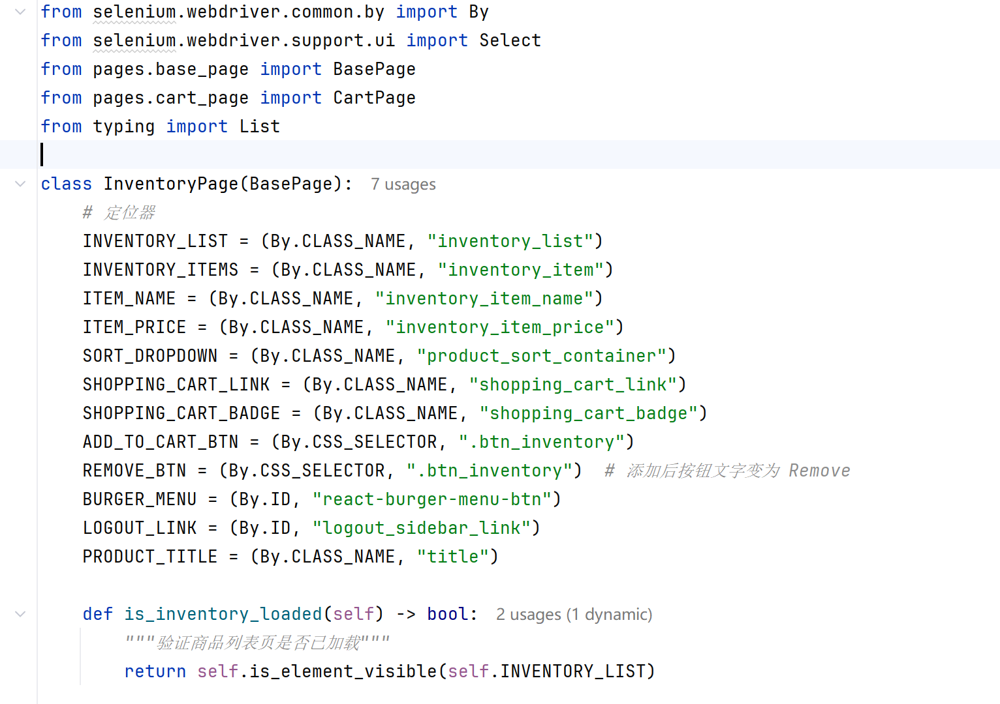 from selenium.webdriver.common.by import By
from selenium.webdriver.support.ui import Select
from pages.base_page import BasePage
from pages.cart_page import CartPage
from typing import List
class InventoryPage(BasePage): 7 usages
# 定位器
INVENTORY_LIST = (By.CLASS_NAME, "inventory_list")
INVENTORY_ITEMS = (By.CLASS_NAME, "inventory_item")
ITEM_NAME = (By.CLASS_NAME, "inventory_item_name")
ITEM_PRICE = (By.CLASS_NAME, "inventory_item_price")
SORT_DROPDOWN = (By.CLASS_NAME, "product_sort_container")
SHOPPING_CART_LINK = (By.CLASS_NAME, "shopping_cart_link")
SHOPPING_CART_BADGE = (By.CLASS_NAME, "shopping_cart_badge")
ADD_TO_CART_BTN = (By.CSS_SELECTOR, ".btn_inventory")
REMOVE_BTN = (By.CSS_SELECTOR, ".btn_inventory")  # 添加后按钮文字变为 Remove
BURGER_MENU = (By.ID, "react-burger-menu-btn")
LOGOUT_LINK = (By.ID, "logout_sidebar_link")
PRODUCT_TITLE = (By.CLASS_NAME, "title")
def is_inventory_loaded(self) -> bool: 2 usages (1 dynamic)
"""验证商品列表页是否已加载"""
return self.is_element_visible(self.INVENTORY_LIST)